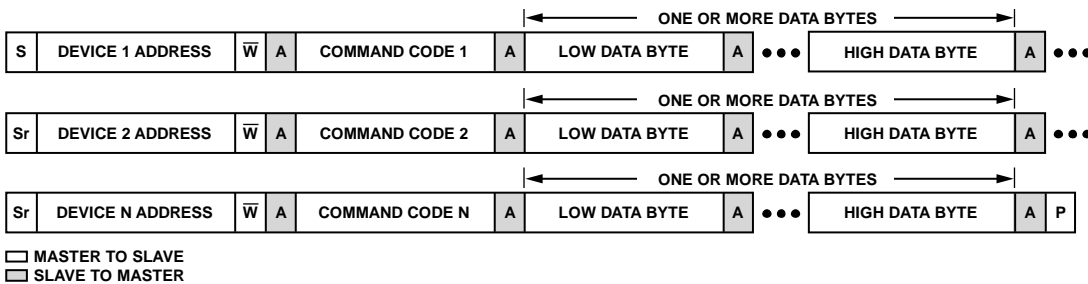 ONE OR MORE DATA BYTES
S DEVICE 1 ADDRESS W̅ A COMMAND CODE 1 A LOW DATA BYTE A ●●● HIGH DATA BYTE A ●●●
ONE OR MORE DATA BYTES
Sr DEVICE 2 ADDRESS W̅ A COMMAND CODE 2 A LOW DATA BYTE A ●●● HIGH DATA BYTE A ●●●
ONE OR MORE DATA BYTES
Sr DEVICE N ADDRESS W̅ A COMMAND CODE N A LOW DATA BYTE A ●●● HIGH DATA BYTE A P
MASTER TO SLAVE
SLAVE TO MASTER